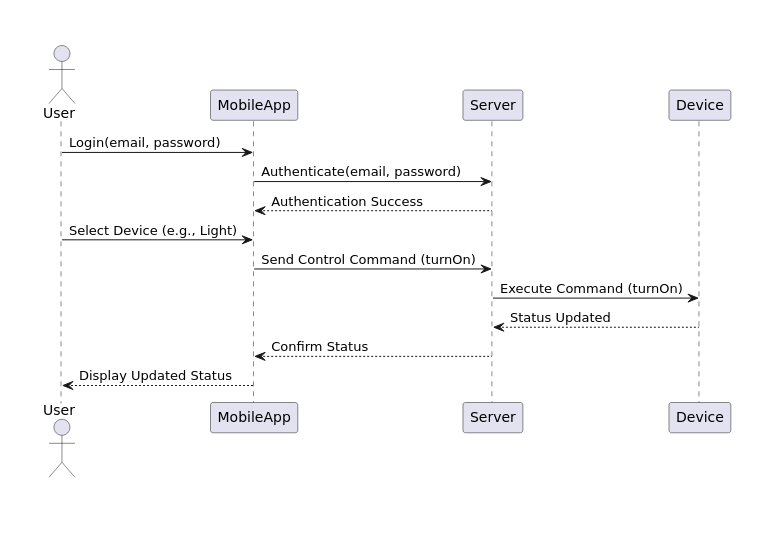 User
MobileApp
Server
Device
Login(email, password)
Authenticate(email, password)
Authentication Success
Select Device (e.g., Light)
Send Control Command (turnOn)
Execute Command (turnOn)
Status Updated
Confirm Status
Display Updated Status
User
MobileApp
Server
Device